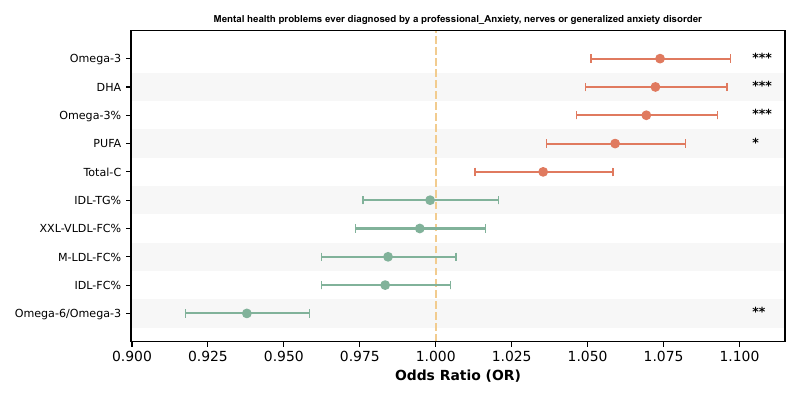 Mental health problems ever diagnosed by a professional_Anxiety, nerves or generalized anxiety disorder
Omega-3 ***
DHA ***
Omega-3% ***
PUFA *
Total-C
IDL-TG%
XXL-VLDL-FC%
M-LDL-FC%
IDL-FC%
Omega-6/Omega-3 **
0.900 0.925 0.950 0.975 1.000 1.025 1.050 1.075 1.100
Odds Ratio (OR)